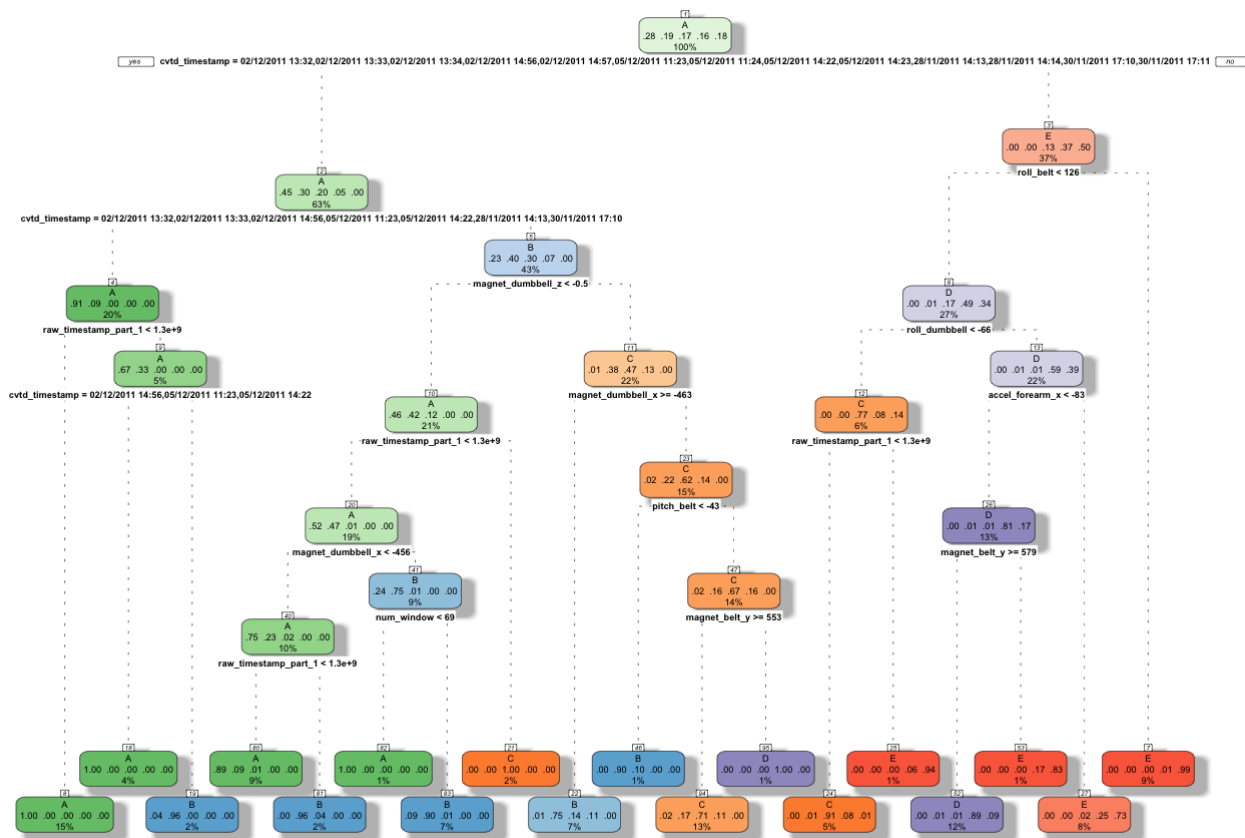 1
A
.28 .19 .17 .16 .18
100%
yes cvtd_timestamp = 02/12/2011 13:32,02/12/2011 13:33,02/12/2011 13:34,02/12/2011 14:56,02/12/2011 14:57,05/12/2011 11:23,05/12/2011 11:24,05/12/2011 14:22,05/12/2011 14:23,28/11/2011 14:13,28/11/2011 14:14,30/11/2011 17:10,30/11/2011 17:11 no
3
E
.00 .00 .13 .37 .50
37%
roll_belt < 126
2
A
.45 .30 .20 .05 .00
63%
cvtd_timestamp = 02/12/2011 13:32,02/12/2011 13:33,02/12/2011 14:56,05/12/2011 11:23,05/12/2011 14:22,28/11/2011 14:13,30/11/2011 17:10
5
B
.23 .40 .30 .07 .00
43%
magnet_dumbbell_z < -0.5
4
A
.91 .09 .00 .00 .00
20%
raw_timestamp_part_1 < 1.3e+9
6
D
.00 .01 .17 .49 .34
27%
roll_dumbbell < -66
9
A
.67 .33 .00 .00 .00
5%
cvtd_timestamp = 02/12/2011 14:56,05/12/2011 11:23,05/12/2011 14:22
11
C
.01 .38 .47 .13 .00
22%
magnet_dumbbell_x >= -463
13
D
.00 .01 .01 .59 .39
22%
accel_forearm_x < -83
10
A
.46 .42 .12 .00 .00
21%
raw_timestamp_part_1 < 1.3e+9
12
C
.00 .00 .77 .08 .14
6%
raw_timestamp_part_1 < 1.3e+9
23
C
.02 .22 .62 .14 .00
15%
pitch_belt < -43
20
A
.52 .47 .01 .00 .00
19%
magnet_dumbbell_x < -456
26
D
.00 .01 .01 .81 .17
13%
magnet_belt_y >= 579
41
B
.24 .75 .01 .00 .00
9%
num_window < 69
47
C
.02 .16 .67 .16 .00
14%
magnet_belt_y >= 553
40
A
.75 .23 .02 .00 .00
10%
raw_timestamp_part_1 < 1.3e+9
18
A
1.00 .00 .00 .00 .00
4%
80
A
.89 .09 .01 .00 .00
9%
82
A
1.00 .00 .00 .00 .00
1%
21
C
.00 .00 1.00 .00 .00
2%
46
B
.00 .90 .10 .00 .00
1%
95
D
.00 .00 .00 1.00 .00
1%
25
E
.00 .00 .00 .06 .94
1%
53
E
.00 .00 .00 .17 .83
1%
7
E
.00 .00 .00 .01 .99
9%
8
A
1.00 .00 .00 .00 .00
15%
19
B
.04 .96 .00 .00 .00
2%
81
B
.00 .96 .04 .00 .00
2%
83
B
.09 .90 .01 .00 .00
7%
22
B
.01 .75 .14 .11 .00
7%
94
C
.02 .17 .71 .11 .00
13%
24
C
.00 .01 .91 .08 .01
5%
52
D
.00 .01 .01 .89 .09
12%
27
E
.00 .00 .02 .25 .73
8%